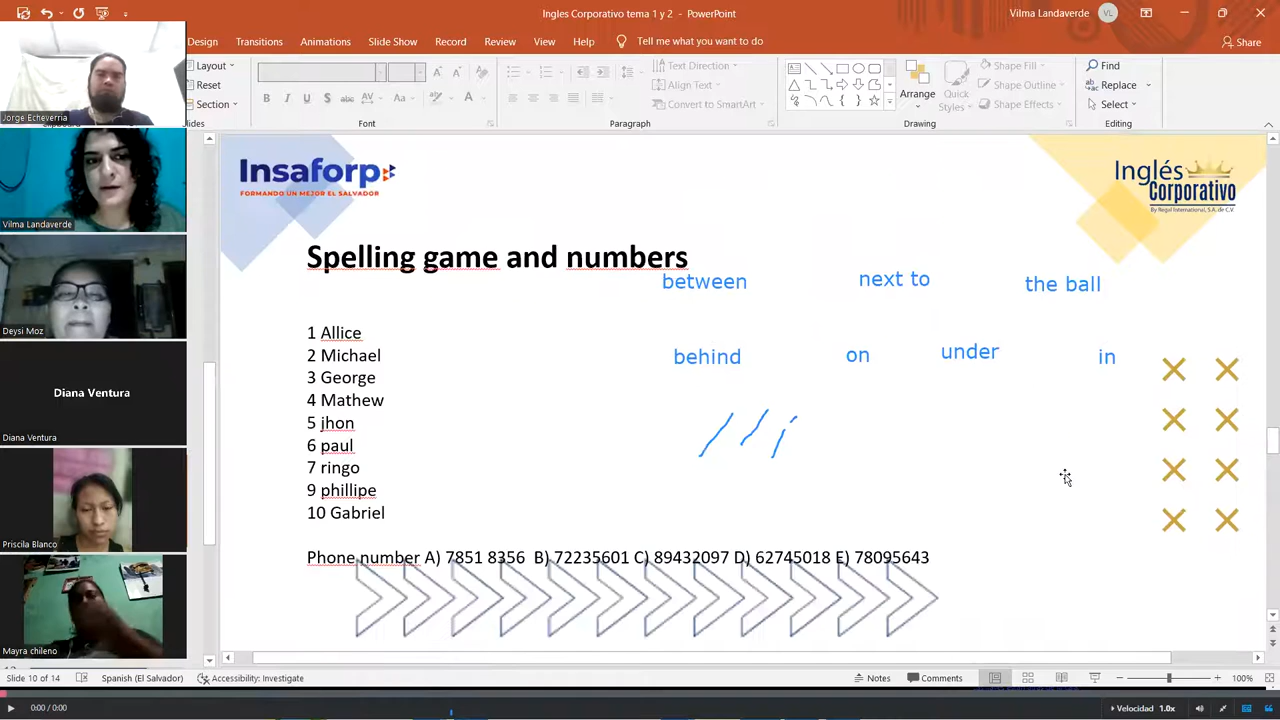 Ingles Corporativo tema 1 y 2 - PowerPoint
Vilma Landaverde VL
Design Transitions Animations Slide Show Record Review View Help Tell me what you want to do Share
Layout
Reset
Section
Text Direction
Align Text
Convert to SmartArt
Arrange
Quick Styles
Shape Fill
Shape Outline
Shape Effects
Find
Replace
Select
Font Paragraph Drawing Editing
Jorge Echeverria
Vilma Landaverde
Deysi Moz
Diana Ventura
Diana Ventura
Priscila Blanco
Mayra chileno
Insaforp
FORMANDO UN MEJOR EL SALVADOR
Inglés
Corporativo
By Regal International, S.A. de C.V.
Spelling game and numbers
between next to the ball
behind on under in
1 Allice
2 Michael
3 George
4 Mathew
5 jhon
6 paul
7 ringo
9 phillipe
10 Gabriel
Phone number A) 7851 8356 B) 72235601 C) 89432097 D) 62745018 E) 78095643
Slide 10 of 14 Spanish (El Salvador) Accessibility: Investigate Notes Comments 100%
0:00 / 0:00 Velocidad 1.0x